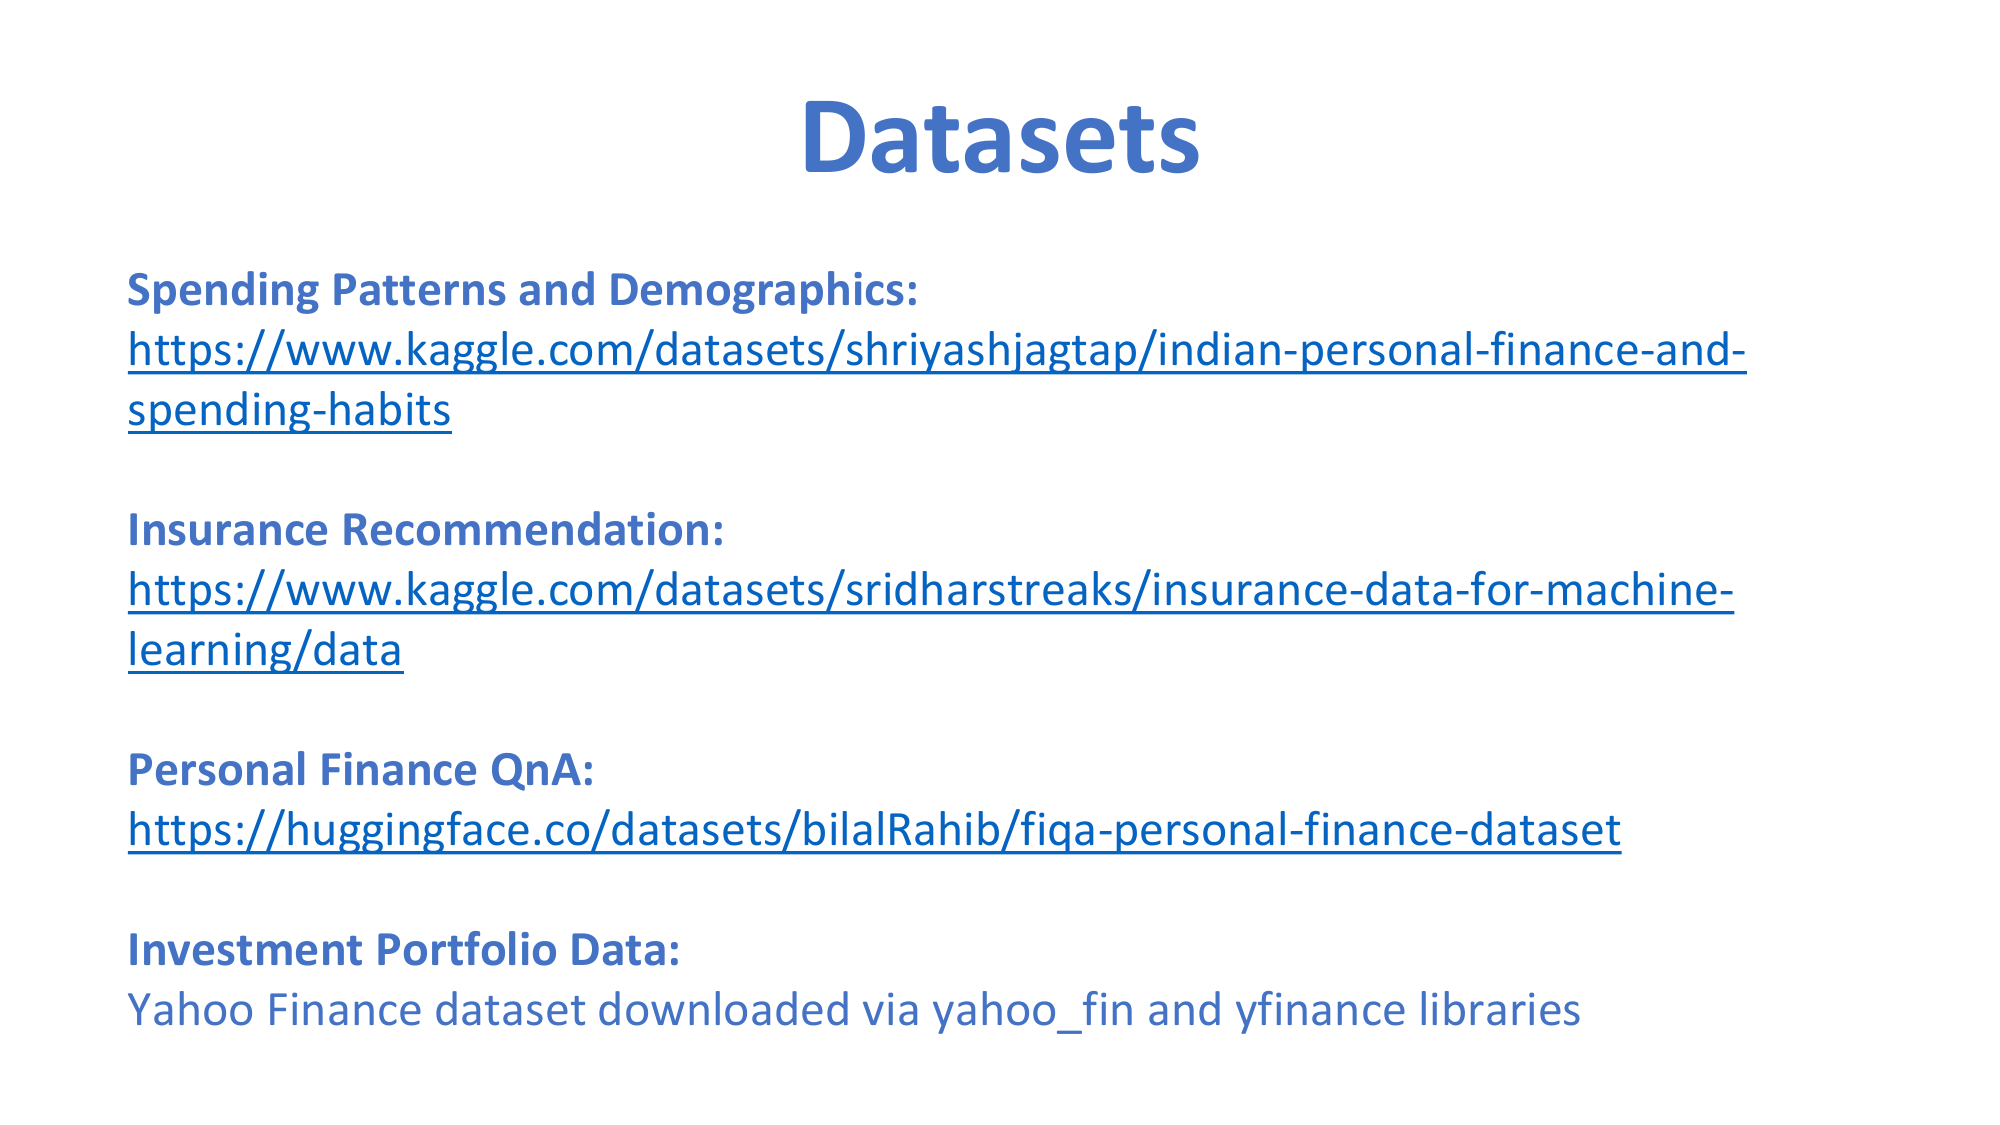 Datasets
Spending Patterns and Demographics:
https://www.kaggle.com/datasets/shriyashjagtap/indian-personal-finance-and-
spending-habits
Insurance Recommendation:
https://www.kaggle.com/datasets/sridharstreaks/insurance-data-for-machine-
learning/data
Personal Finance QnA:
https://huggingface.co/datasets/bilalRahib/fiqa-personal-finance-dataset
Investment Portfolio Data:
Yahoo Finance dataset downloaded via yahoo_fin and yfinance libraries